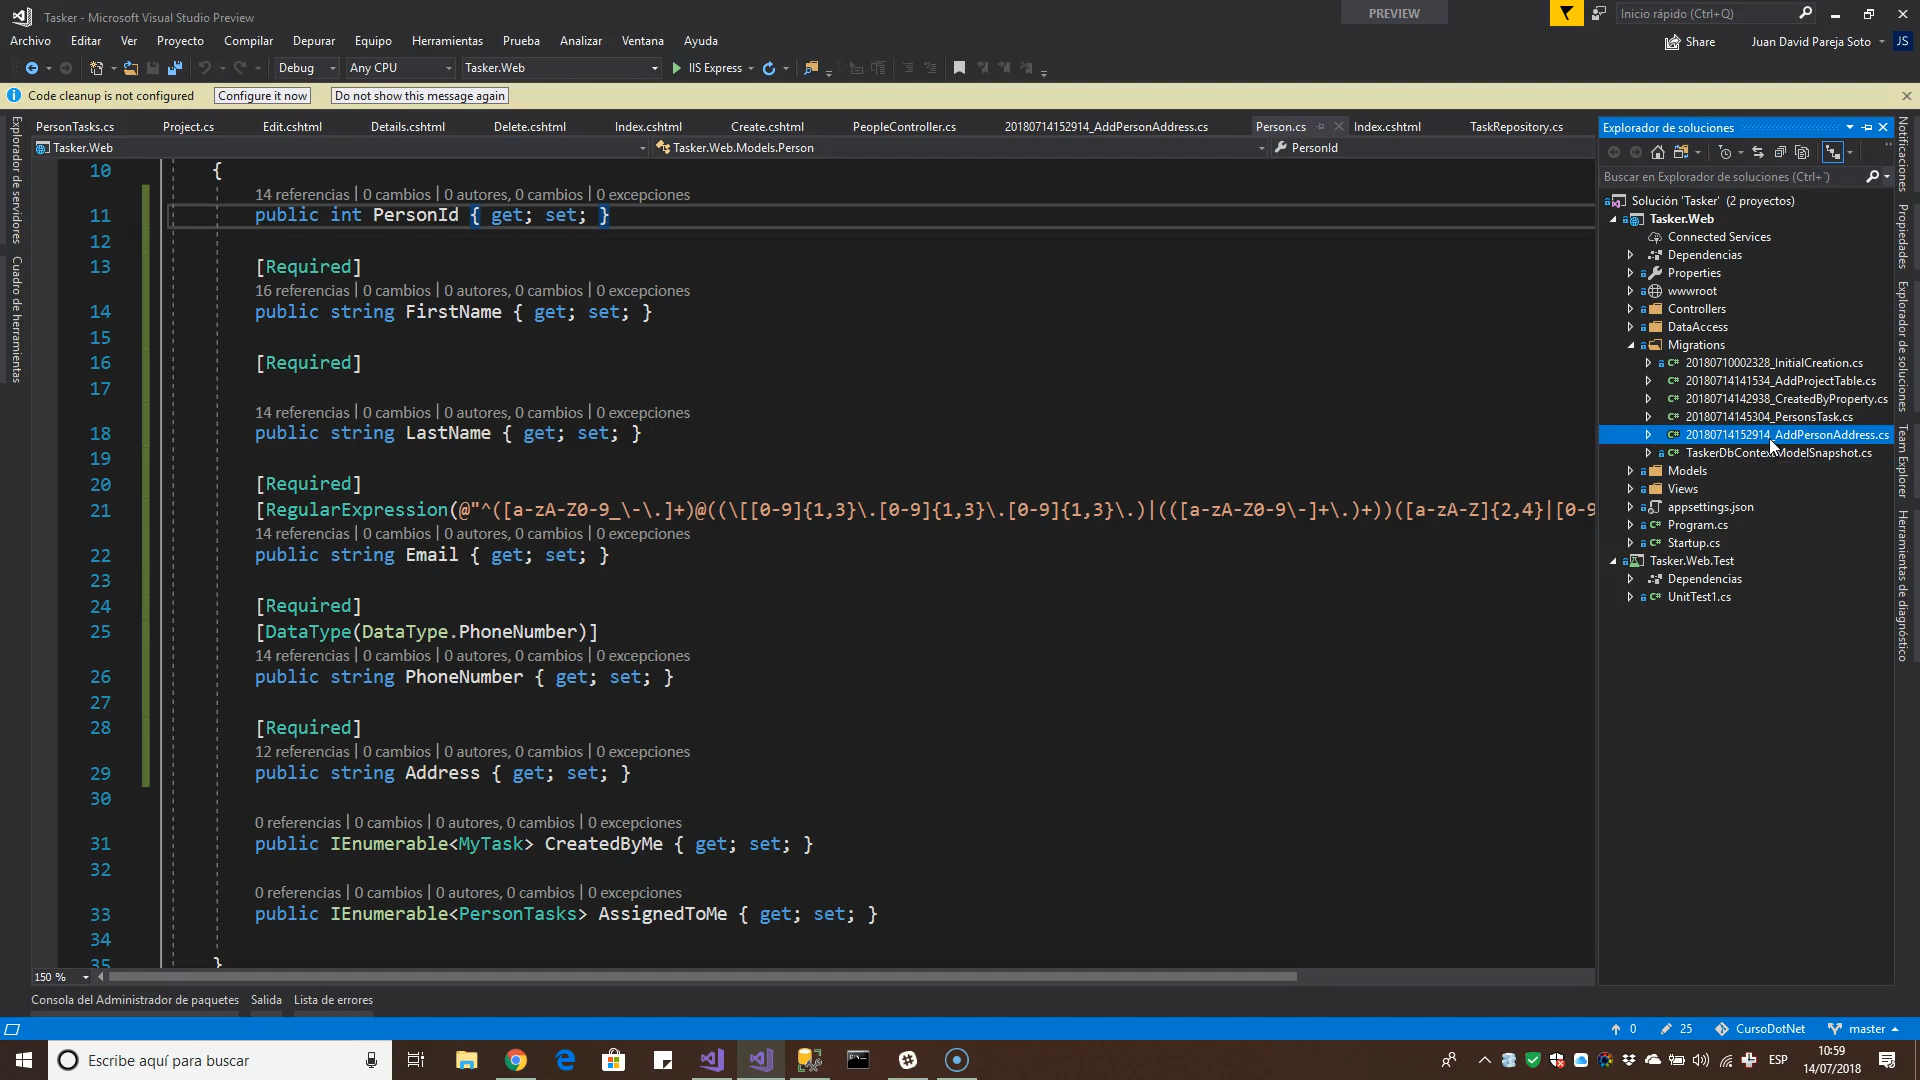 Tasker - Microsoft Visual Studio Preview
PREVIEW
Inicio rápido (Ctrl+Q)
Archivo Editar Ver Proyecto Compilar Depurar Equipo Herramientas Prueba Analizar Ventana Ayuda
Share
Juan David Pareja Soto
JS
Debug
Any CPU
Tasker.Web
IIS Express
Code cleanup is not configured
Configure it now
Do not show this message again
Explorador de servidores
Cuadro de herramientas
PersonTasks.cs Project.cs Edit.cshtml Details.cshtml Delete.cshtml Index.cshtml Create.cshtml PeopleController.cs 20180714152914_AddPersonAddress.cs Person.cs Index.cshtml TaskRepository.cs
Tasker.Web
Tasker.Web.Models.Person
PersonId
10 {
14 referencias | 0 cambios | 0 autores, 0 cambios | 0 excepciones
11 public int PersonId { get; set; }
12
13 [Required]
16 referencias | 0 cambios | 0 autores, 0 cambios | 0 excepciones
14 public string FirstName { get; set; }
15
16 [Required]
17
14 referencias | 0 cambios | 0 autores, 0 cambios | 0 excepciones
18 public string LastName { get; set; }
19
20 [Required]
21 [RegularExpression(@"^([a-zA-Z0-9_\-\.]+)@((\[[0-9]{1,3}\.[0-9]{1,3}\.[0-9]{1,3}\.)|(([a-zA-Z0-9\-]+\.)+))([a-zA-Z]{2,4}|[0-9
14 referencias | 0 cambios | 0 autores, 0 cambios | 0 excepciones
22 public string Email { get; set; }
23
24 [Required]
25 [DataType(DataType.PhoneNumber)]
14 referencias | 0 cambios | 0 autores, 0 cambios | 0 excepciones
26 public string PhoneNumber { get; set; }
27
28 [Required]
12 referencias | 0 cambios | 0 autores, 0 cambios | 0 excepciones
29 public string Address { get; set; }
30
0 referencias | 0 cambios | 0 autores, 0 cambios | 0 excepciones
31 public IEnumerable<MyTask> CreatedByMe { get; set; }
32
0 referencias | 0 cambios | 0 autores, 0 cambios | 0 excepciones
33 public IEnumerable<PersonTasks> AssignedToMe { get; set; }
34
35 }
150 %
Explorador de soluciones
Buscar en Explorador de soluciones (Ctrl+¨)
Solución 'Tasker' (2 proyectos)
Tasker.Web
Connected Services
Dependencias
Properties
wwwroot
Controllers
DataAccess
Migrations
20180710002328_InitialCreation.cs
20180714141534_AddProjectTable.cs
20180714142938_CreatedByProperty.cs
20180714145304_PersonsTask.cs
20180714152914_AddPersonAddress.cs
TaskerDbContextModelSnapshot.cs
Models
Views
appsettings.json
Program.cs
Startup.cs
Tasker.Web.Test
Dependencias
UnitTest1.cs
Notificaciones
Propiedades
Explorador de soluciones
Team Explorer
Herramientas de diagnóstico
Consola del Administrador de paquetes Salida Lista de errores
0
25
CursoDotNet
master
Escribe aquí para buscar
ESP
10:59
14/07/2018